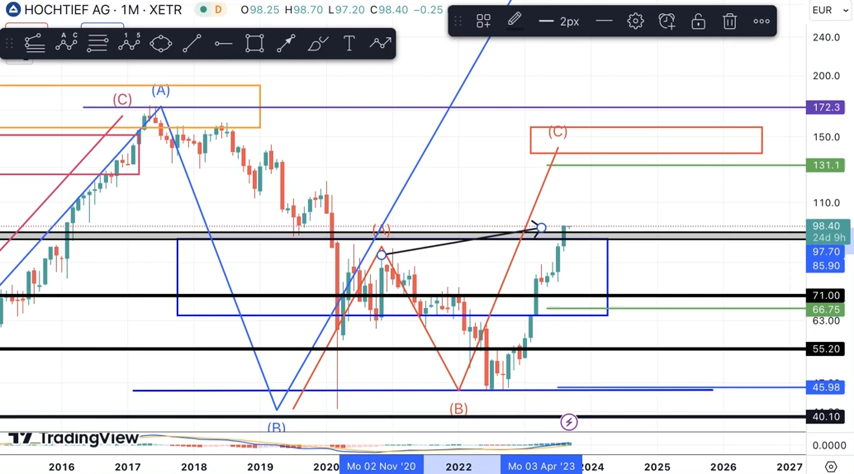 HOCHTIEF AG · 1M · XETR
D
O98.25 H98.70 L97.20 C98.40 −0.25
2px
EUR
A C
B
1 3 5
T
240.0
200.0
172.3
150.0
131.1
110.0
98.40
24d 9h
97.70
85.90
71.00
66.75
63.00
55.20
45.98
40.10
0.0000
(C)
(A)
(C)
(A)
(B)
(B)
TradingView
2016
2017
2018
2019
2020
Mo 02 Nov '20
2022
Mo 03 Apr '23
2024
2025
2026
2027